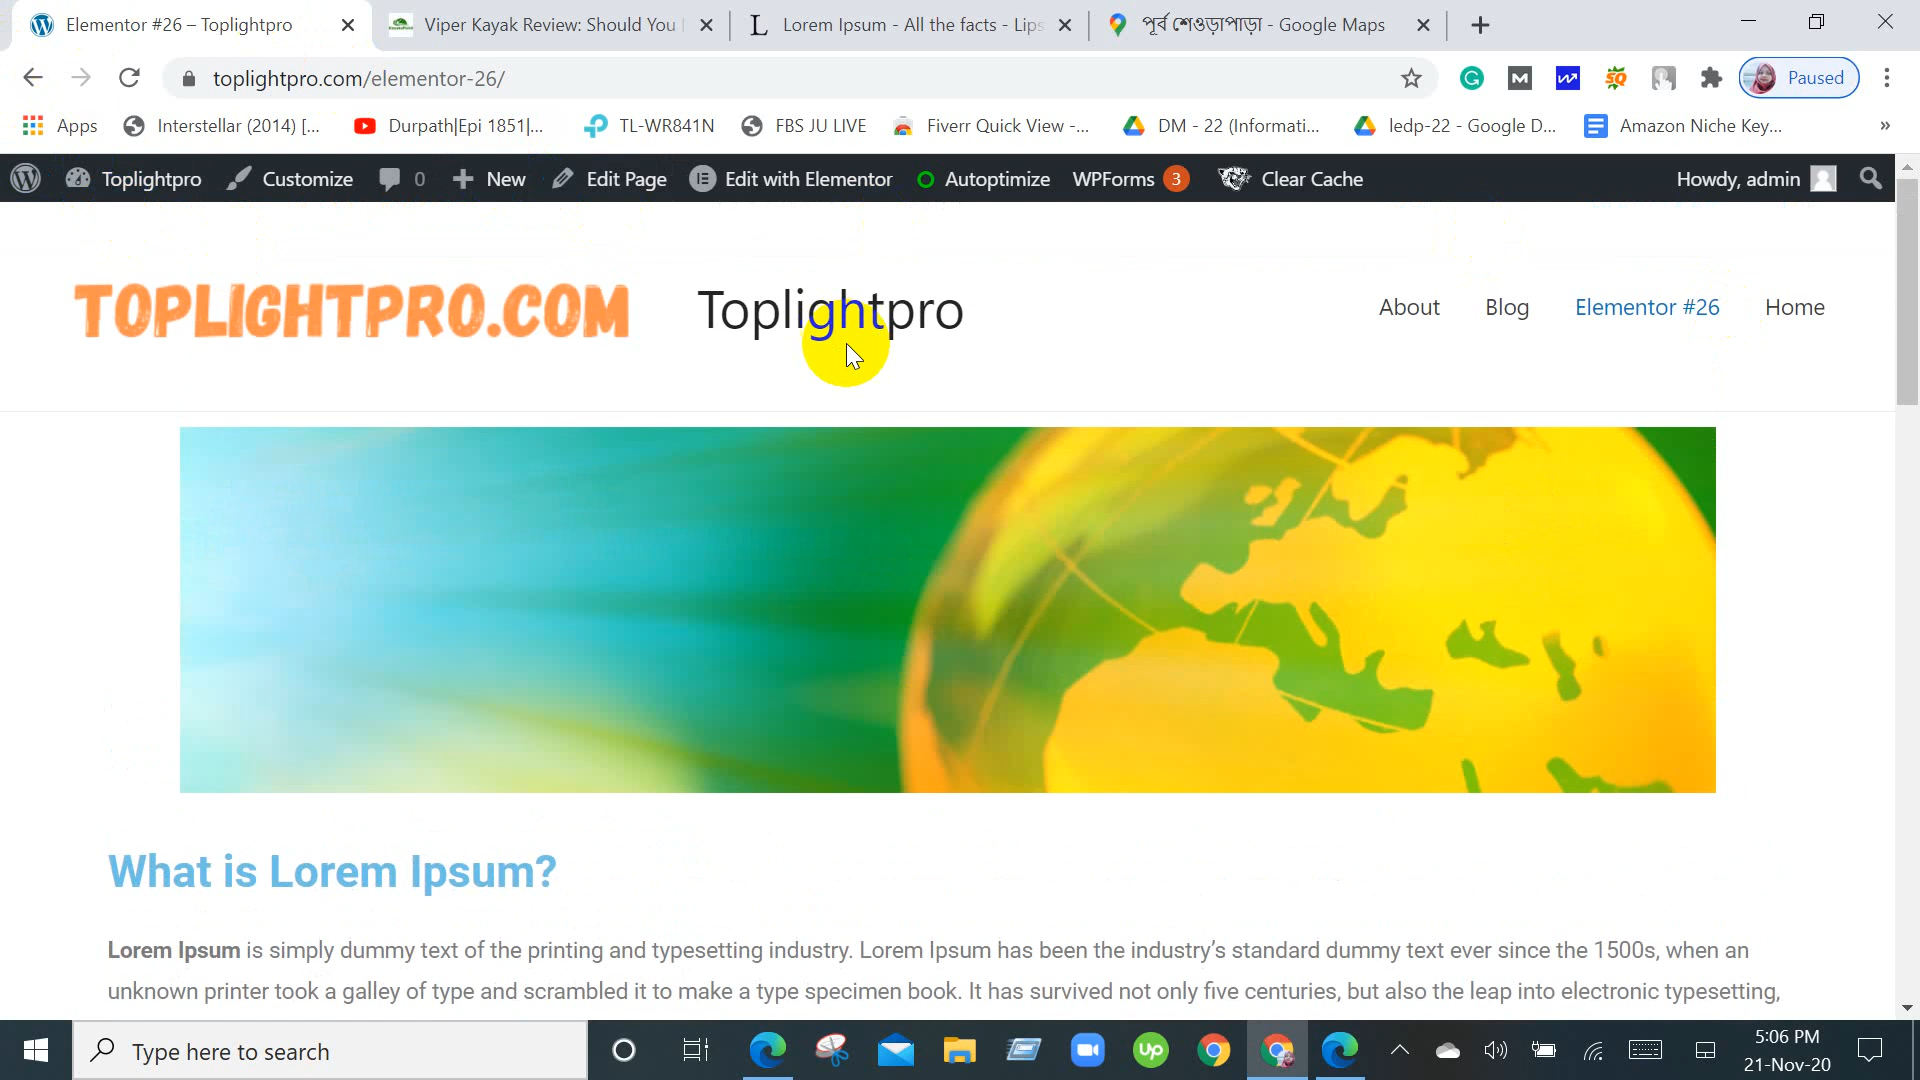 Elementor #26 – Toplightpro
Viper Kayak Review: Should You
Lorem Ipsum - All the facts - Lips
পূর্ব শেওড়াপাড়া - Google Maps
toplightpro.com/elementor-26/
Paused
Apps
Interstellar (2014) [...
Durpath|Epi 1851|...
TL-WR841N
FBS JU LIVE
Fiverr Quick View -...
DM - 22 (Informati...
ledp-22 - Google D...
Amazon Niche Key...
»
Toplightpro
Customize
0
New
Edit Page
Edit with Elementor
Autoptimize
WPForms 3
Clear Cache
Howdy, admin
TOPLIGHTPRO.COM
Toplightpro
About
Blog
Elementor #26
Home
What is Lorem Ipsum?
Lorem Ipsum is simply dummy text of the printing and typesetting industry. Lorem Ipsum has been the industry's standard dummy text ever since the 1500s, when an
unknown printer took a galley of type and scrambled it to make a type specimen book. It has survived not only five centuries, but also the leap into electronic typesetting,
Type here to search
5:06 PM
21-Nov-20